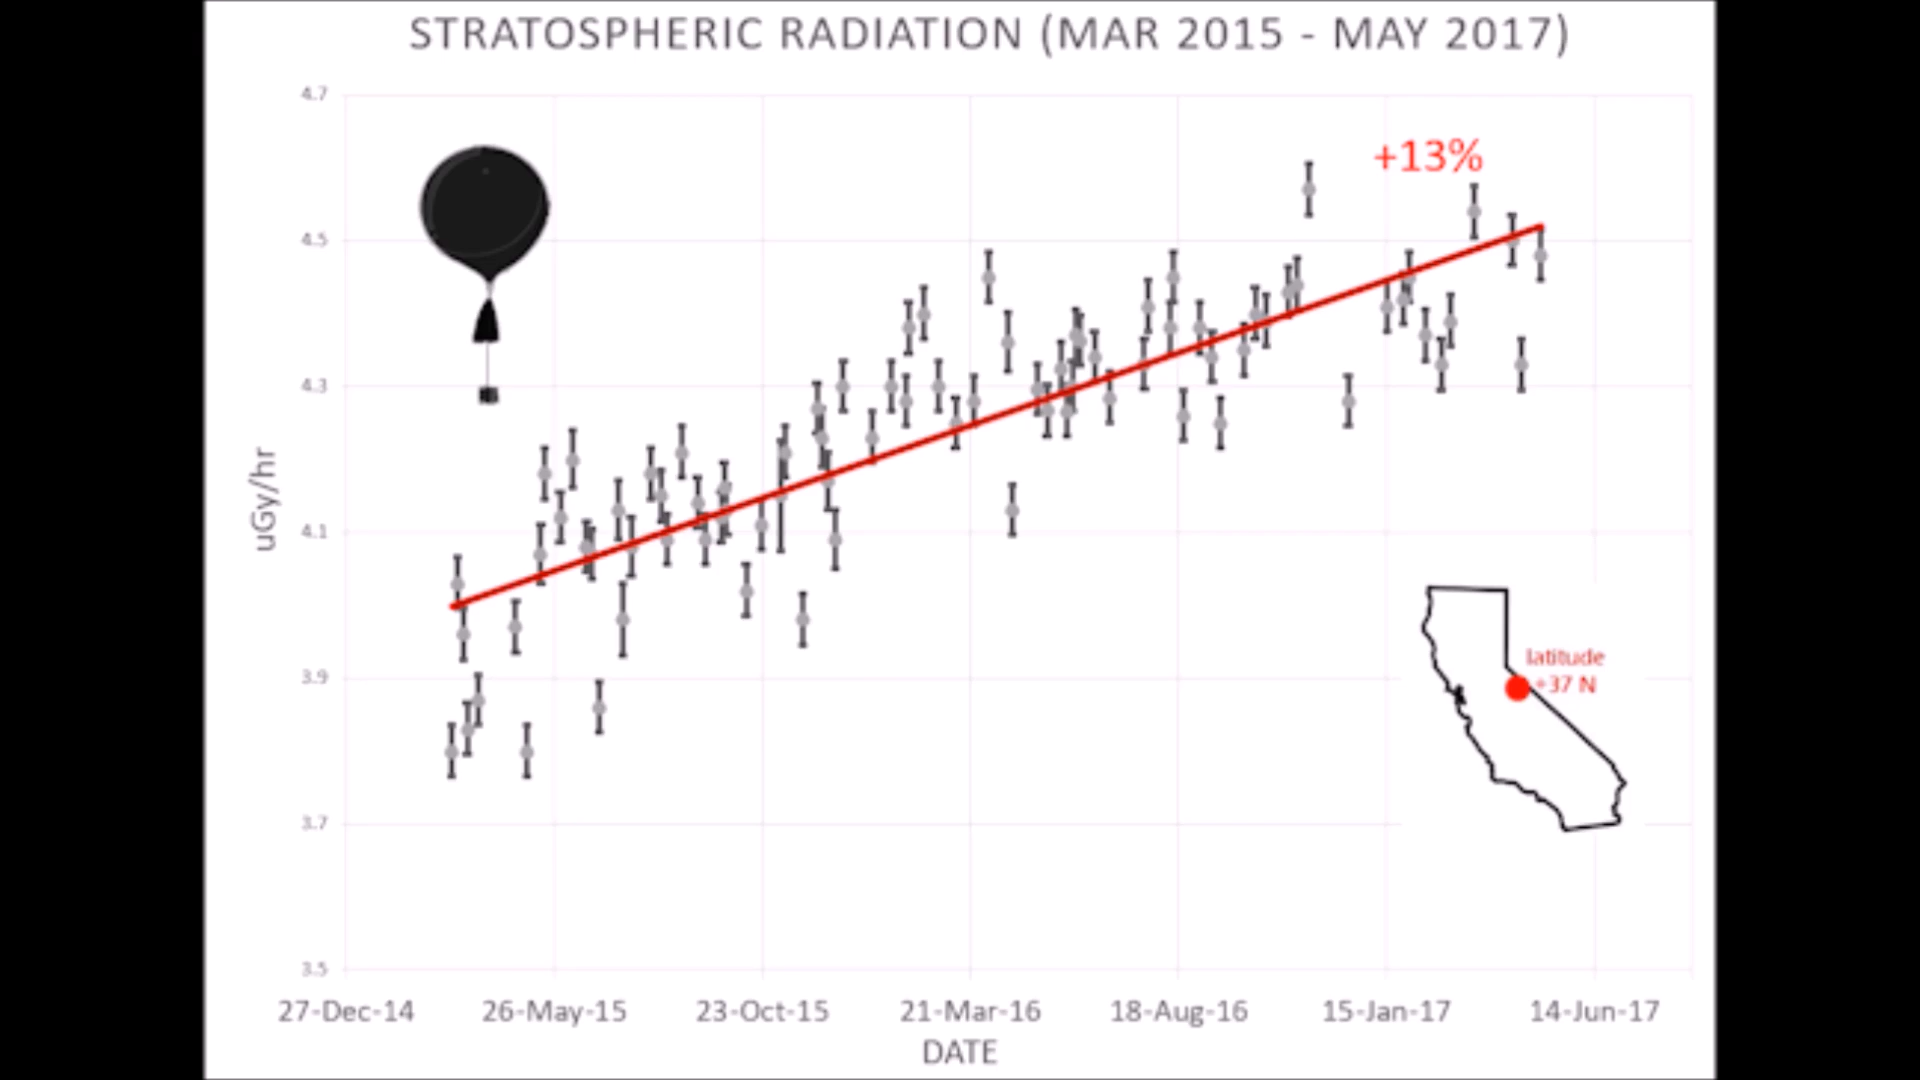 STRATOSPHERIC RADIATION (MAR 2015 - MAY 2017)
4.7
+13%
4.5
4.3
uGy/hr
4.1
latitude
+37 N
3.9
3.7
3.5
27-Dec-14 26-May-15 23-Oct-15 21-Mar-16 18-Aug-16 15-Jan-17 14-Jun-17
DATE